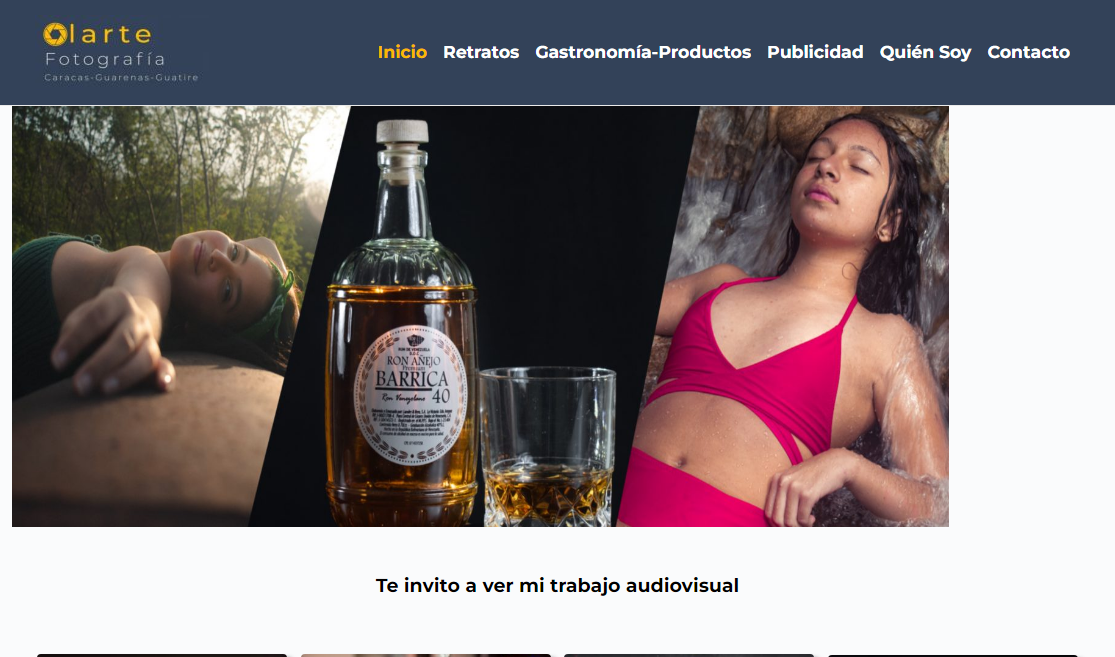 Olarte
Fotografía
Caracas-Guarenas-Guatire
Inicio Retratos Gastronomía-Productos Publicidad Quién Soy Contacto
RON AÑEJO
Premium
BARRICA
40
Ron Venezolano
Te invito a ver mi trabajo audiovisual